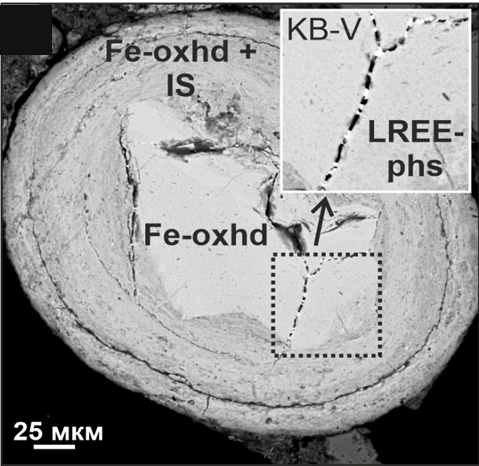 Fe-oxhd +
IS
KB-V
LREE-
phs
Fe-oxhd
25 мкм